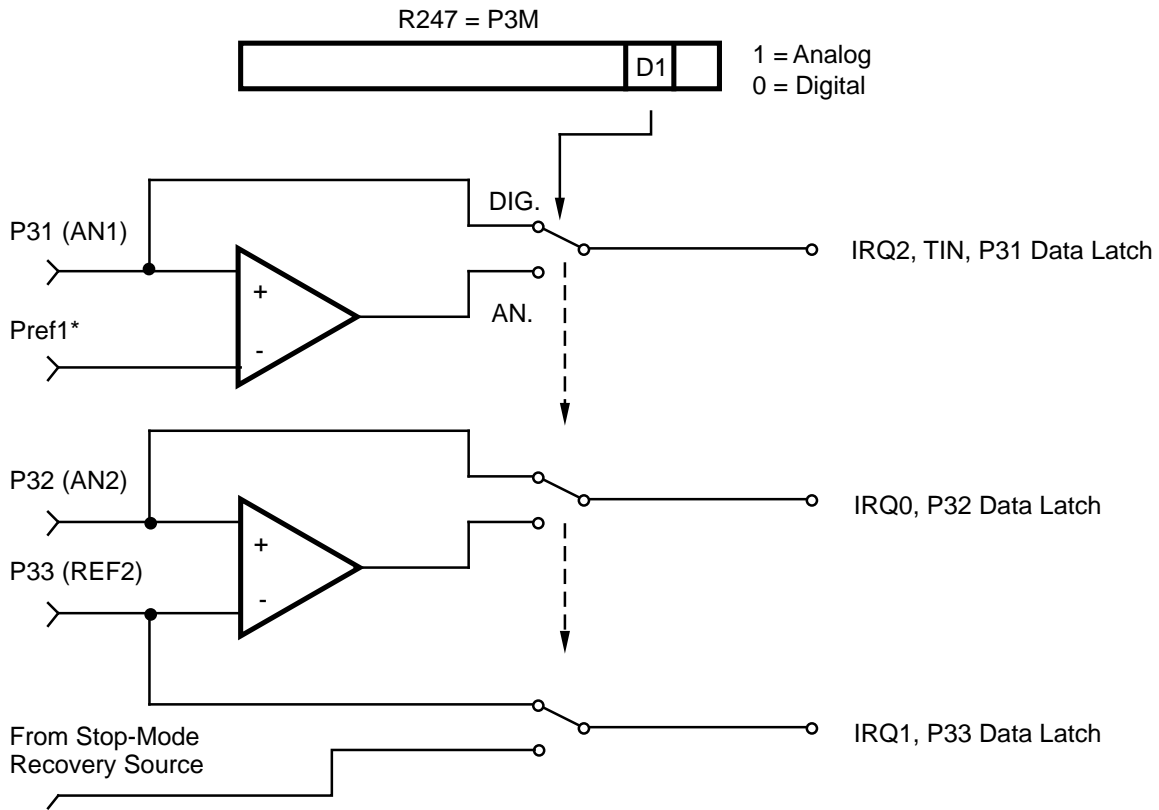 R247 = P3M
D1
1 = Analog
0 = Digital
DIG.
P31 (AN1)
IRQ2, TIN, P31 Data Latch
+
AN.
Pref1*
-
P32 (AN2)
IRQ0, P32 Data Latch
+
P33 (REF2)
-
From Stop-Mode
Recovery Source
IRQ1, P33 Data Latch